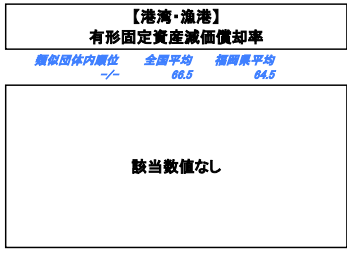 【港湾・漁港】
有形固定資産減価償却率
類似団体内順位 全国平均 福岡県平均
-/- 66.5 64.5
該当数値なし